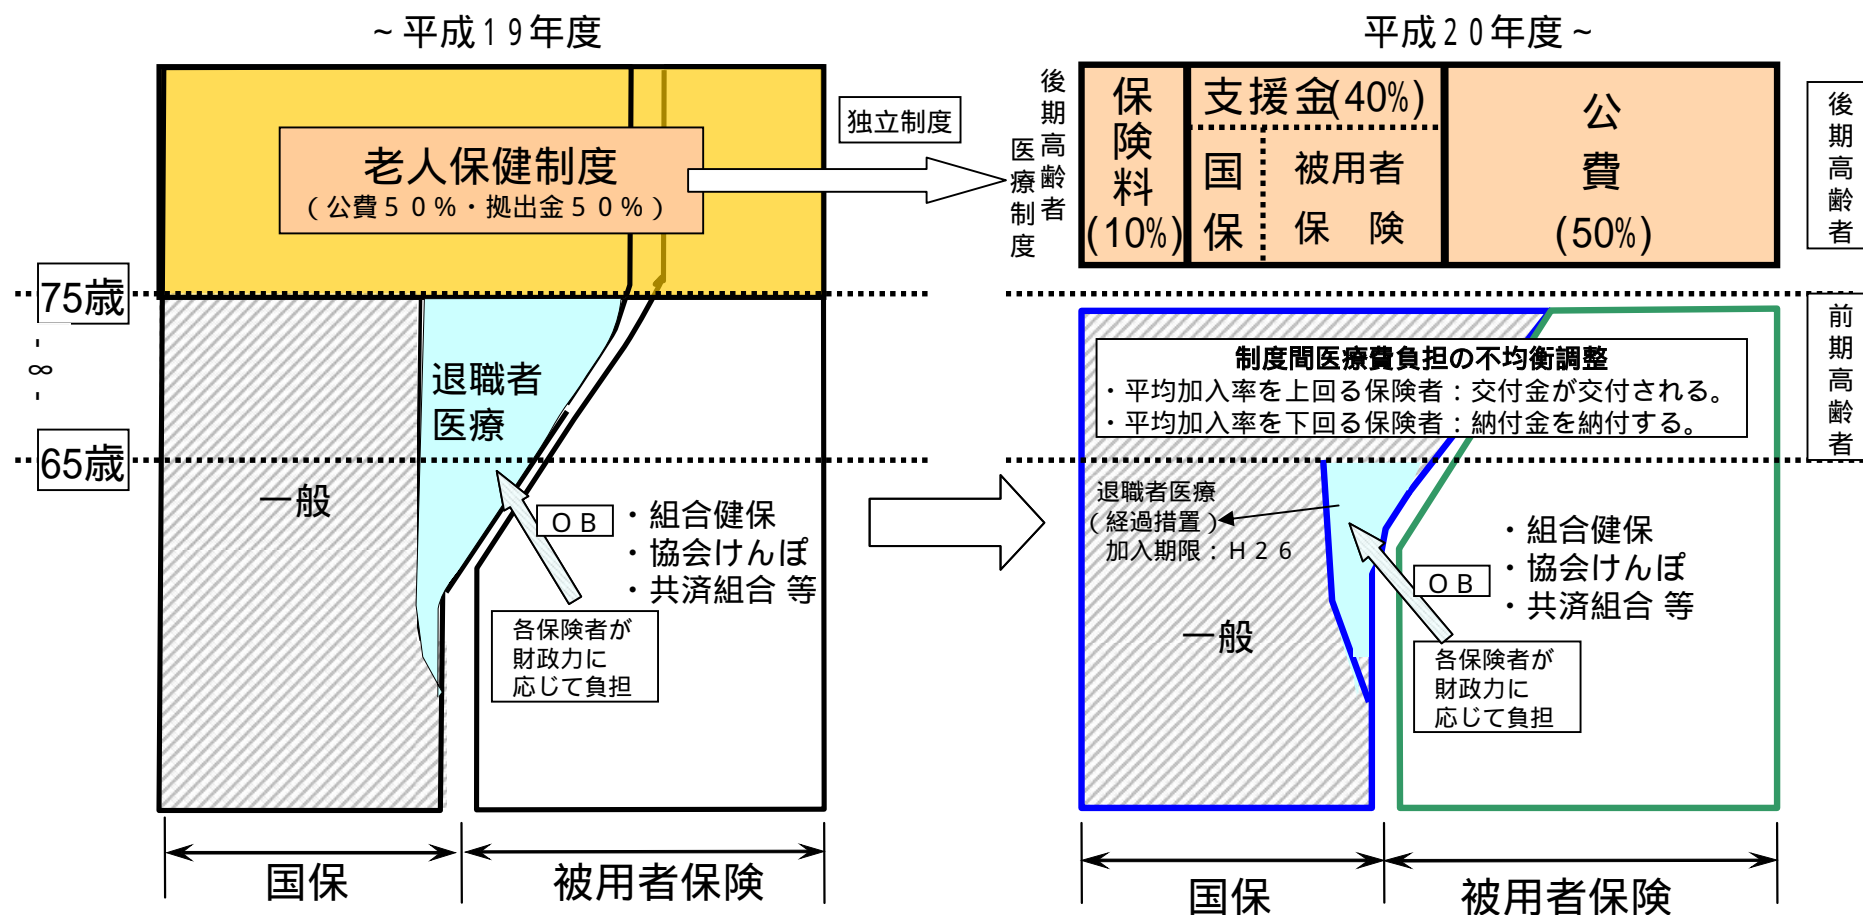 ~平成19年度
老人保健制度
(公費50%・拠出金50%)
独立制度
75歳
- 8 -
65歳
退職者
医療
一般
OB
・組合健保
・協会けんぽ
・共済組合 等
各保険者が
財政力に
応じて負担
国保
被用者保険
平成20年度~
後期高齢者
医療制度
保険料
(10%)
支援金(40%)
国保
被用者
保 険
公費
(50%)
後期高齢者
前期高齢者
制度間医療費負担の不均衡調整
・平均加入率を上回る保険者:交付金が交付される。
・平均加入率を下回る保険者:納付金を納付する。
退職者医療
(経過措置)
加入期限:H26
一般
OB
・組合健保
・協会けんぽ
・共済組合 等
各保険者が
財政力に
応じて負担
国保
被用者保険